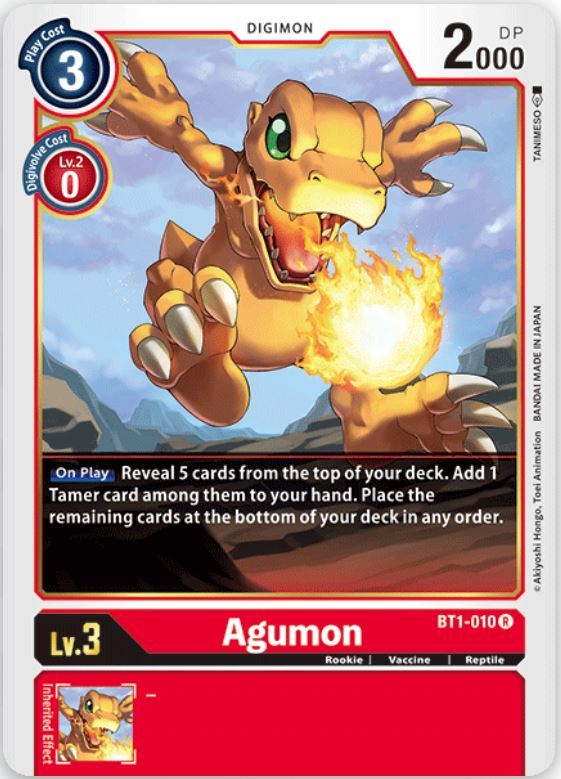 Play Cost
3
DIGIMON
2000
DP
Digivolve Cost
Lv.2
0
TANIMESO
On Play Reveal 5 cards from the top of your deck. Add 1
Tamer card among them to your hand. Place the
remaining cards at the bottom of your deck in any order.
© Akiyoshi Hongo, Toei Animation BANDAI MADE IN JAPAN
Lv.3
Agumon
BT1-010 R
Rookie | Vaccine | Reptile
Inherited Effect
–